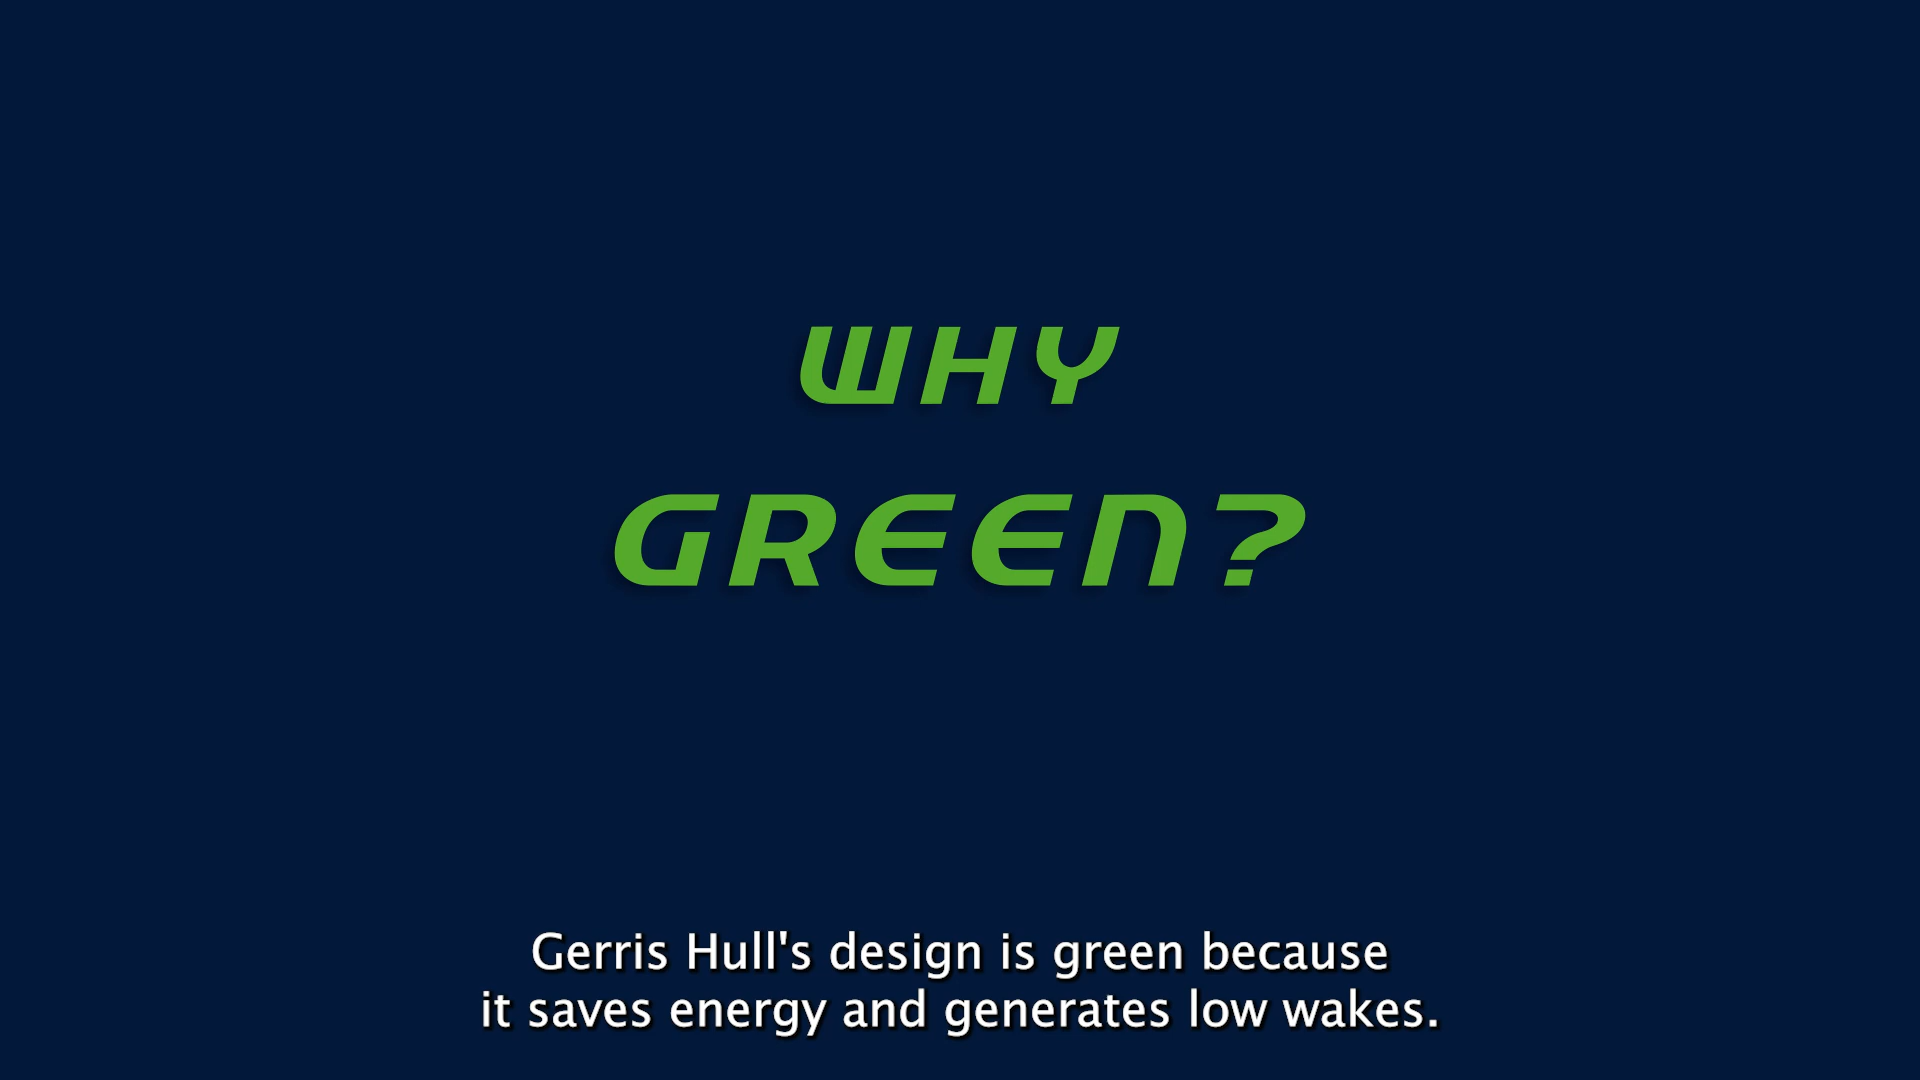 WHY
GREEN?
Gerris Hull's design is green because
it saves energy and generates low wakes.